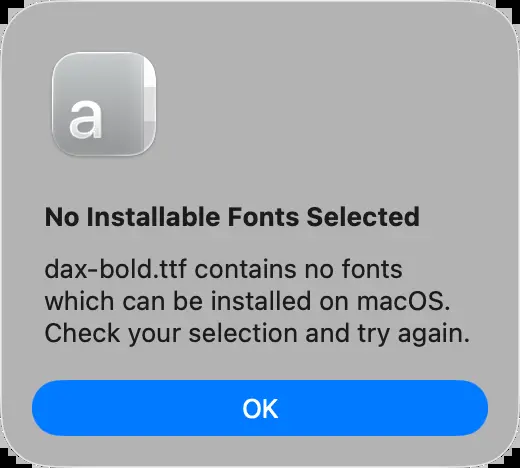 a
No Installable Fonts Selected
dax-bold.ttf contains no fonts
which can be installed on macOS.
Check your selection and try again.
OK